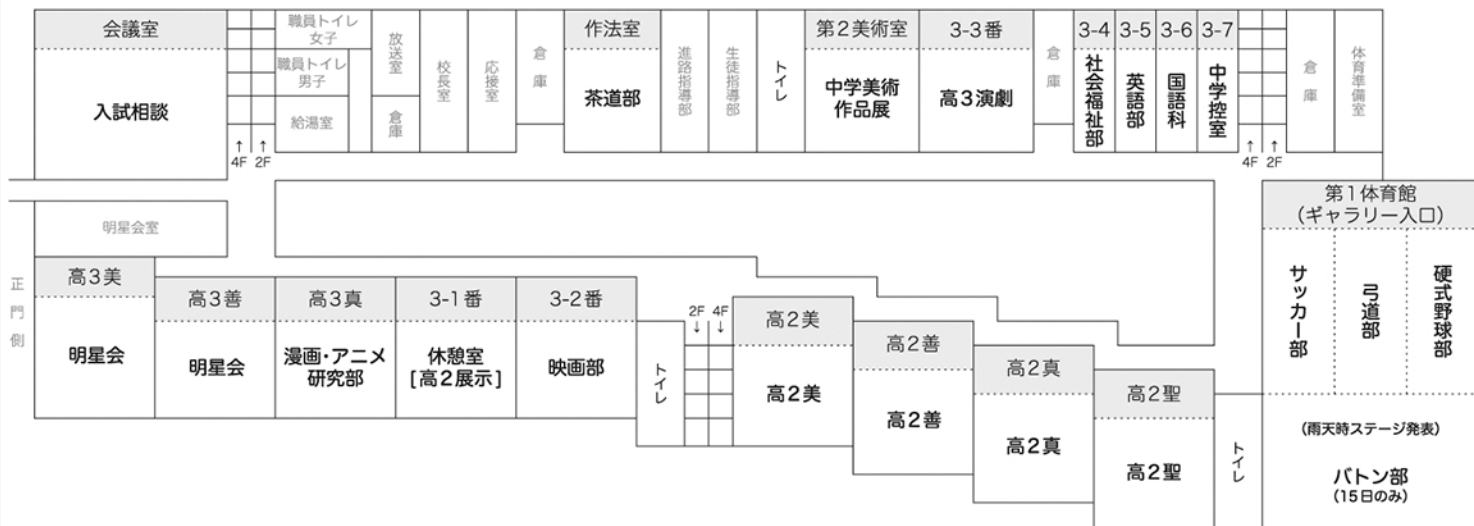 会議室
入試相談
↑
4F
↑
2F
職員トイレ
女子
職員トイレ
男子
給湯室
放送室
倉庫
校長室
応接室
倉庫
作法室
茶道部
進路指導部
生徒指導部
トイレ
第2美術室
中学美術
作品展
3-3番
高3演劇
倉庫
3-4
社会福祉部
3-5
英語部
3-6
国語科
3-7
中学控室
↑
4F
↑
2F
倉庫
体育準備室
明星会室
正門側
高3美
明星会
高3善
明星会
高3真
漫画・アニメ
研究部
3-1番
休憩室
[高2展示]
3-2番
映画部
トイレ
2F
↓
4F
↓
高2美
高2美
高2善
高2善
高2真
高2真
高2聖
高2聖
トイレ
第1体育館
(ギャラリー入口)
サッカー部
弓道部
硬式野球部
(雨天時ステージ発表)
バトン部
(15日のみ)